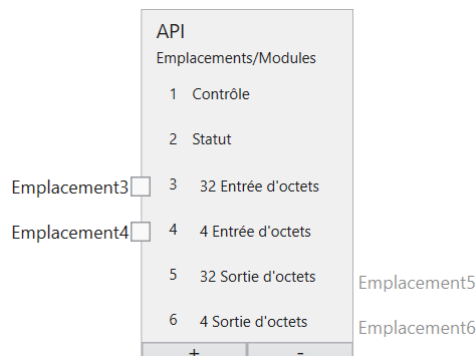 API
Emplacements/Modules
1 Contrôle
2 Statut
Emplacement3 3 32 Entrée d'octets
Emplacement4 4 4 Entrée d'octets
5 32 Sortie d'octets Emplacement5
6 4 Sortie d'octets Emplacement6
+ -